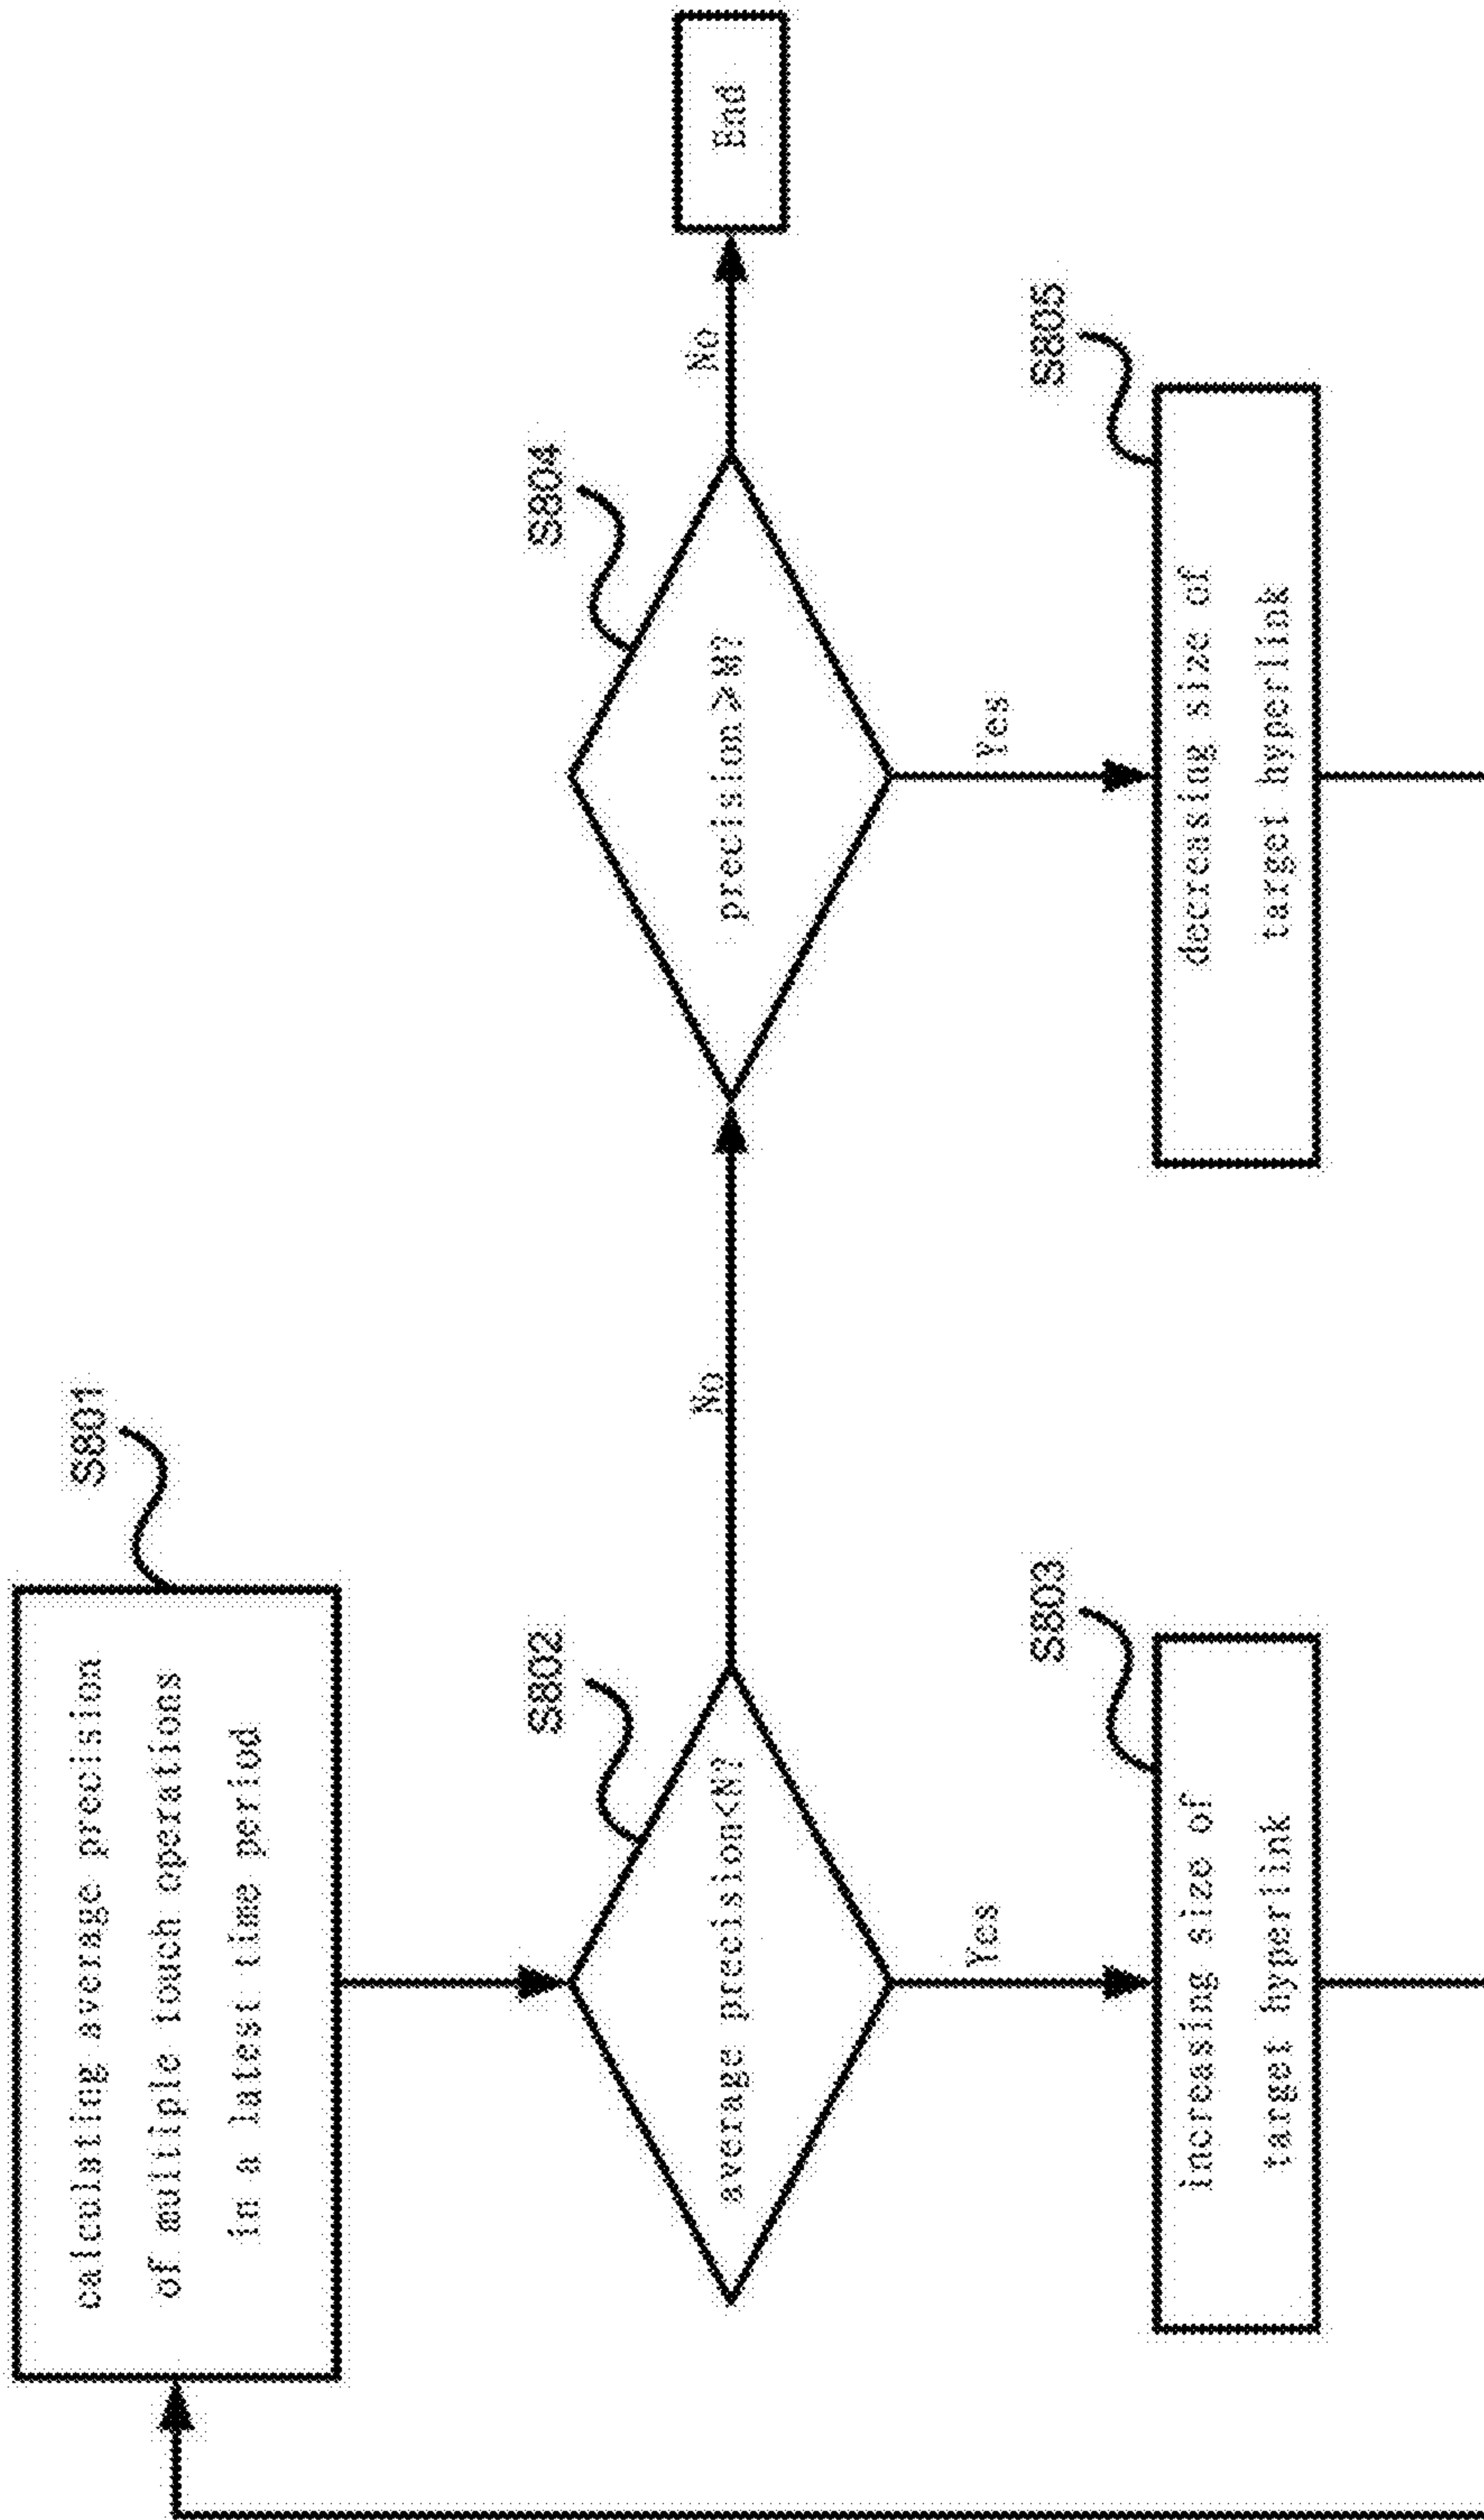 S801
calculating average precision
of multiple touch operations
in a latest time period
S802
average precision<N?
No
S804
precision>M?
No
End
Yes
S803
increasing size of
target hyperlink
Yes
S805
decreasing size of
target hyperlink